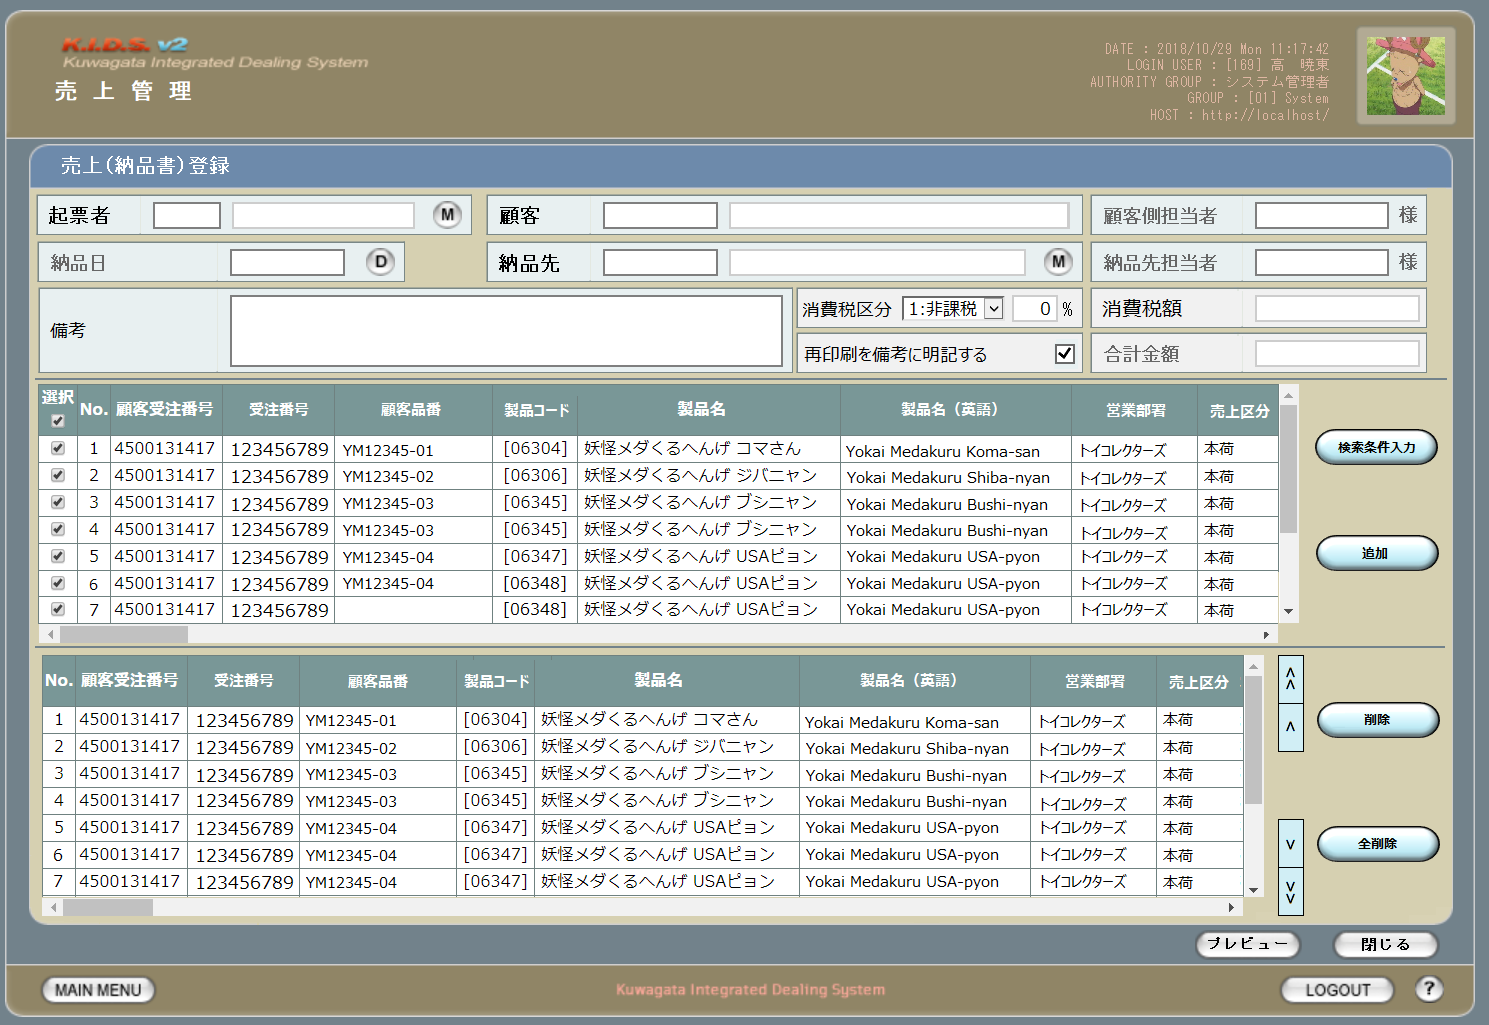 K.I.D.S. v2
Kuwagata Integrated Dealing System
売上管理
DATE : 2018/10/29 Mon 11:17:42
LOGIN USER : [169] 高　暁東
AUTHORITY GROUP : システム管理者
GROUP : [01] System
HOST : http://localhost/
売上(納品書)登録
起票者 M 顧客 顧客側担当者 様
納品日 D 納品先 M 納品先担当者 様
備考 消費税区分 1:非課税 0 % 消費税額
再印刷を備考に明記する 合計金額
選択 No. 顧客受注番号 受注番号 顧客品番 製品コード 製品名 製品名（英語） 営業部署 売上区分
1 4500131417 123456789 YM12345-01 [06304] 妖怪メダくるへんげ コマさん Yokai Medakuru Koma-san トイコレクターズ 本荷
2 4500131417 123456789 YM12345-02 [06306] 妖怪メダくるへんげ ジバニャン Yokai Medakuru Shiba-nyan トイコレクターズ 本荷
3 4500131417 123456789 YM12345-03 [06345] 妖怪メダくるへんげ ブシニャン Yokai Medakuru Bushi-nyan トイコレクターズ 本荷
4 4500131417 123456789 YM12345-03 [06345] 妖怪メダくるへんげ ブシニャン Yokai Medakuru Bushi-nyan トイコレクターズ 本荷
5 4500131417 123456789 YM12345-04 [06347] 妖怪メダくるへんげ USAピョン Yokai Medakuru USA-pyon トイコレクターズ 本荷
6 4500131417 123456789 YM12345-04 [06348] 妖怪メダくるへんげ USAピョン Yokai Medakuru USA-pyon トイコレクターズ 本荷
7 4500131417 123456789 [06348] 妖怪メダくるへんげ USAピョン Yokai Medakuru USA-pyon トイコレクターズ 本荷
検索条件入力
追加
No. 顧客受注番号 受注番号 顧客品番 製品コード 製品名 製品名（英語） 営業部署 売上区分
1 4500131417 123456789 YM12345-01 [06304] 妖怪メダくるへんげ コマさん Yokai Medakuru Koma-san トイコレクターズ 本荷
2 4500131417 123456789 YM12345-02 [06306] 妖怪メダくるへんげ ジバニャン Yokai Medakuru Shiba-nyan トイコレクターズ 本荷
3 4500131417 123456789 YM12345-03 [06345] 妖怪メダくるへんげ ブシニャン Yokai Medakuru Bushi-nyan トイコレクターズ 本荷
4 4500131417 123456789 YM12345-03 [06345] 妖怪メダくるへんげ ブシニャン Yokai Medakuru Bushi-nyan トイコレクターズ 本荷
5 4500131417 123456789 YM12345-04 [06347] 妖怪メダくるへんげ USAピョン Yokai Medakuru USA-pyon トイコレクターズ 本荷
6 4500131417 123456789 YM12345-04 [06347] 妖怪メダくるへんげ USAピョン Yokai Medakuru USA-pyon トイコレクターズ 本荷
7 4500131417 123456789 YM12345-04 [06347] 妖怪メダくるへんげ USAピョン Yokai Medakuru USA-pyon トイコレクターズ 本荷
削除
全削除
プレビュー 閉じる
MAIN MENU Kuwagata Integrated Dealing System LOGOUT ?